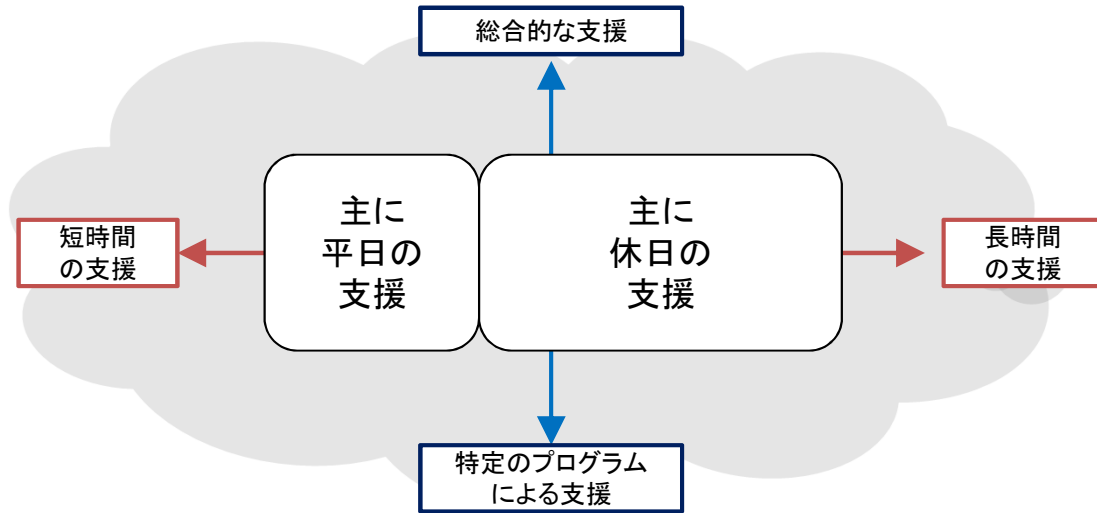 総合的な支援
主に
平日の
支援
主に
休日の
支援
短時間
の支援
長時間
の支援
特定のプログラム
による支援